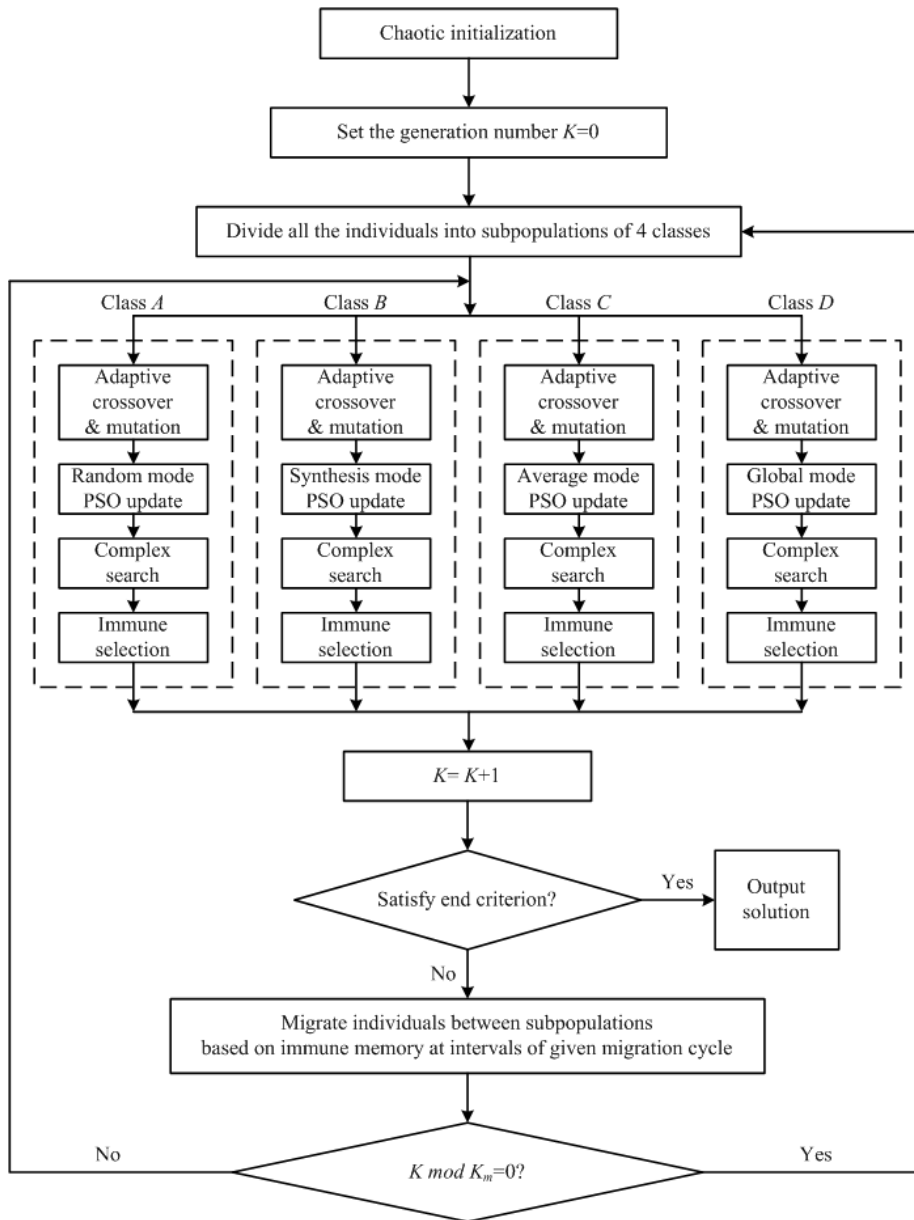 Chaotic initialization
Set the generation number K=0
Divide all the individuals into subpopulations of 4 classes
Class A
Class B
Class C
Class D
Adaptive
crossover
& mutation
Random mode
PSO update
Complex
search
Immune
selection
Adaptive
crossover
& mutation
Synthesis mode
PSO update
Complex
search
Immune
selection
Adaptive
crossover
& mutation
Average mode
PSO update
Complex
search
Immune
selection
Adaptive
crossover
& mutation
Global mode
PSO update
Complex
search
Immune
selection
K= K+1
Satisfy end criterion?
Yes
Output
solution
No
Migrate individuals between subpopulations
based on immune memory at intervals of given migration cycle
No
K mod Km=0?
Yes